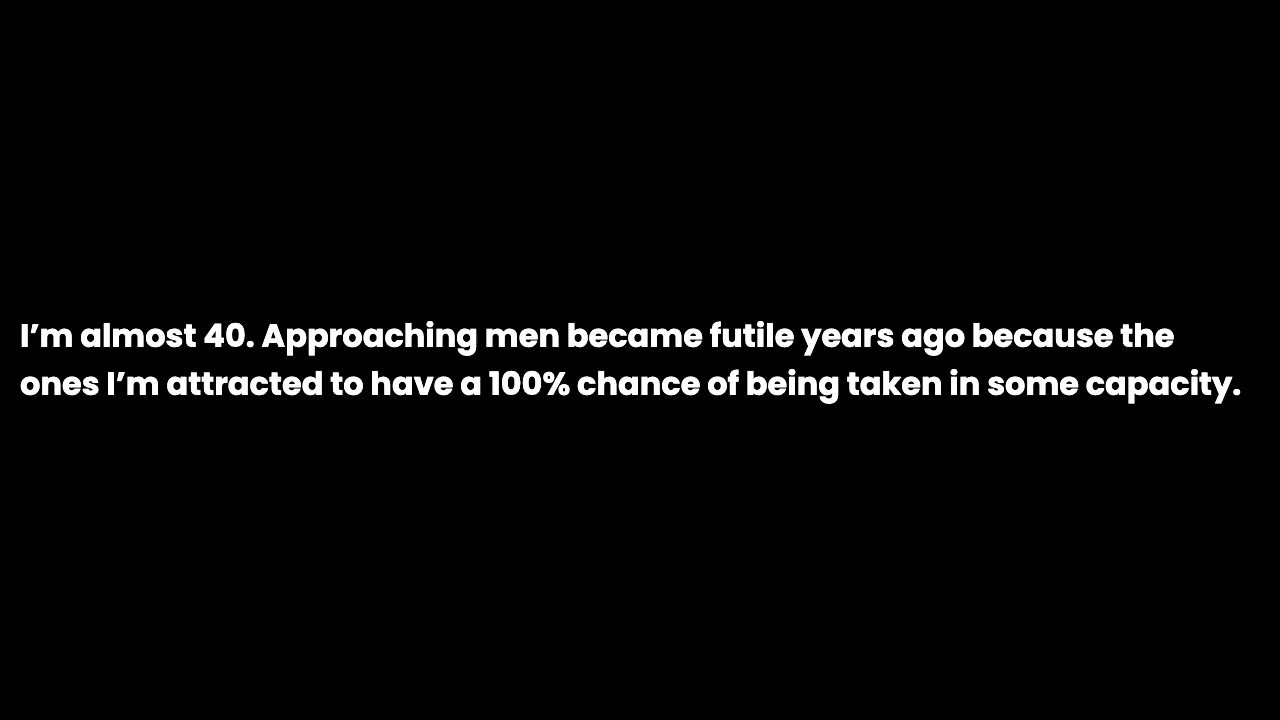 I’m almost 40. Approaching men became futile years ago because the
ones I’m attracted to have a 100% chance of being taken in some capacity.